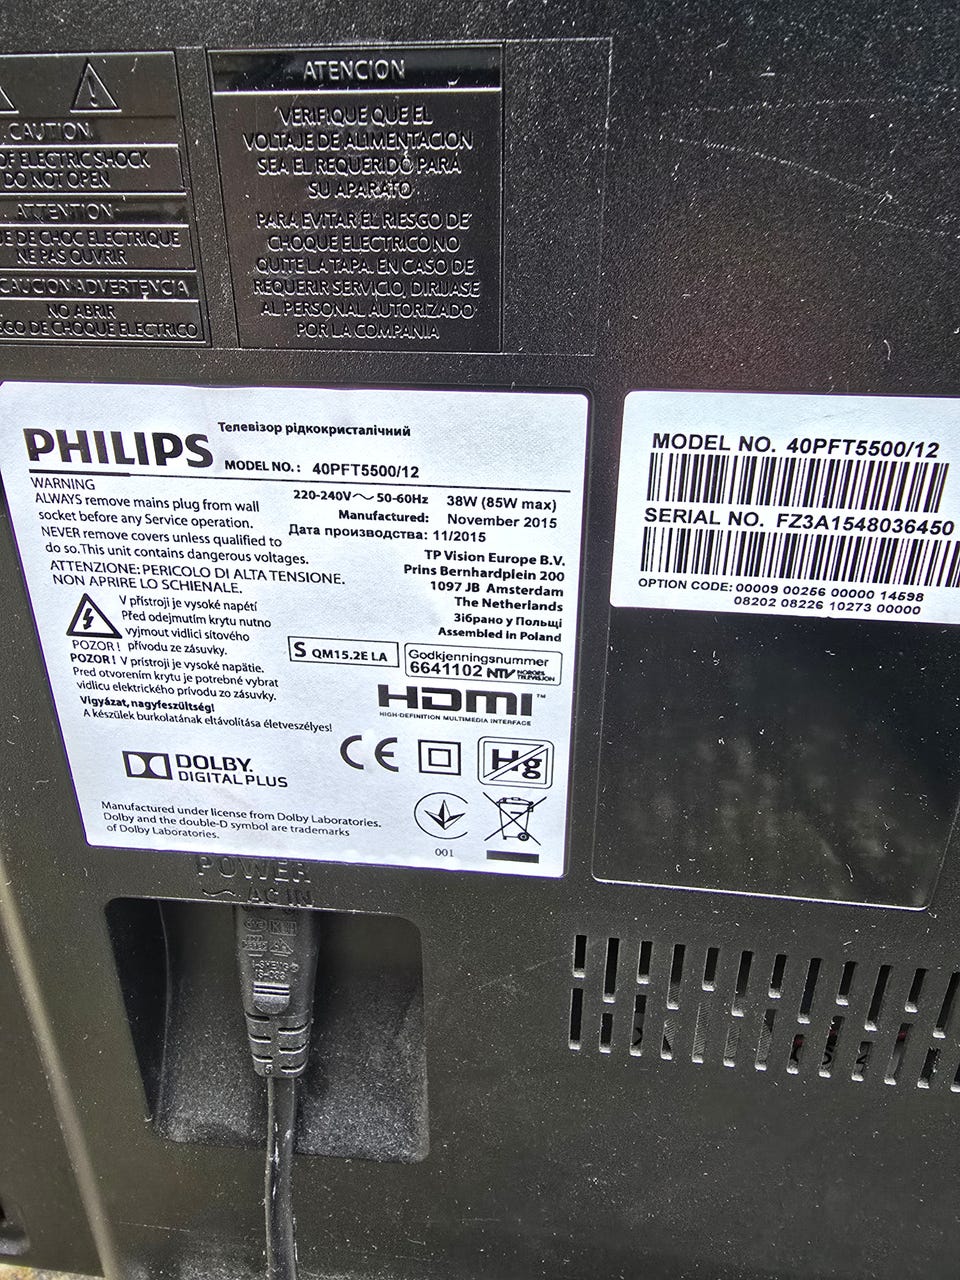 CAUTION
OF ELECTRIC SHOCK
DO NOT OPEN
ATTENTION
DE CHOC ELECTRIQUE
NE PAS OUVRIR
CAUCION-ADVERTENCIA
NO ABRIR
DE CHOQUE ELECTRICO
ATENCION
VERIFIQUE QUE EL
VOLTAJE DE ALIMENTACION
SEA EL REQUERIDO PARA
SU APARATO
PARA EVITAR EL RIESGO DE
CHOQUE ELECTRICO NO
QUITE LA TAPA. EN CASO DE
REQUERIR SERVICIO, DIRIJASE
AL PERSONAL AUTORIZADO
POR LA COMPANIA
PHILIPS
Телевізор рідкокристалічний
MODEL NO.: 40PFT5500/12
WARNING
ALWAYS remove mains plug from wall
socket before any Service operation.
NEVER remove covers unless qualified to
do so. This unit contains dangerous voltages.
ATTENZIONE: PERICOLO DI ALTA TENSIONE.
NON APRIRE LO SCHIENALE.
V přístroji je vysoké napětí
Před odejmutím krytu nutno
vyjmout vidlici síťového
POZOR! přívodu ze zásuvky.
POZOR! V prístroji je vysoké napätie.
Pred otvorením krytu je potrebné vybrat
vidlicu elektrického prívodu zo zásuvky.
Vigyázat, nagyfeszültség!
A készülek burkolatának eltávolítása életveszélyes!
220-240V~ 50-60Hz 38W (85W max)
Manufactured: November 2015
Дата производства: 11/2015
TP Vision Europe B.V.
Prins Bernhardplein 200
1097 JB Amsterdam
The Netherlands
Зібрано у Польщі
Assembled in Poland
S QM15.2E LA
Godkjenningsnummer
6641102 NTV NORGES TELEVISJON
HDMI™
HIGH-DEFINITION MULTIMEDIA INTERFACE
DOLBY
DIGITAL PLUS
CE
Hg
Manufactured under license from Dolby Laboratories.
Dolby and the double-D symbol are trademarks
of Dolby Laboratories.
001
MODEL NO. 40PFT5500/12
SERIAL NO. FZ3A1548036450
OPTION CODE: 00009 00256 00000 14598
08202 08226 10273 00000
POWER
~ AC IN
I-SHENG
IS-033